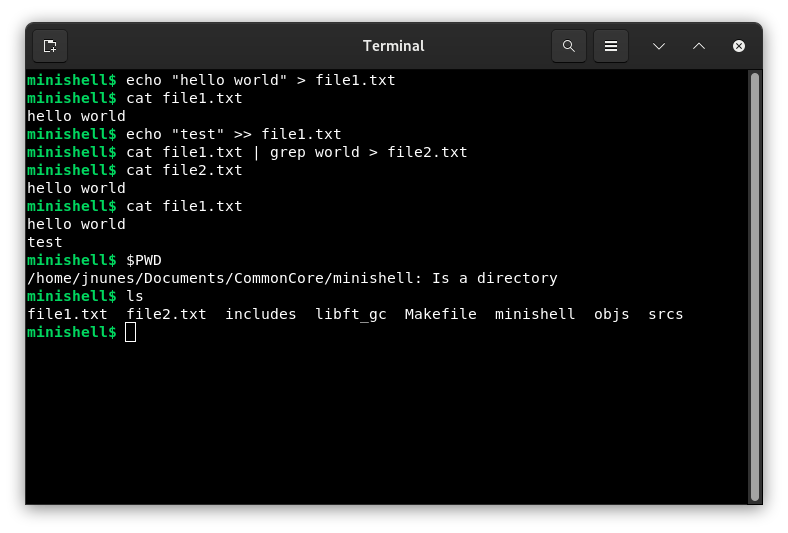 Terminal
minishell$ echo "hello world" > file1.txt
minishell$ cat file1.txt
hello world
minishell$ echo "test" >> file1.txt
minishell$ cat file1.txt | grep world > file2.txt
minishell$ cat file2.txt
hello world
minishell$ cat file1.txt
hello world
test
minishell$ $PWD
/home/jnunes/Documents/CommonCore/minishell: Is a directory
minishell$ ls
file1.txt  file2.txt  includes  libft_gc  Makefile  minishell  objs  srcs
minishell$